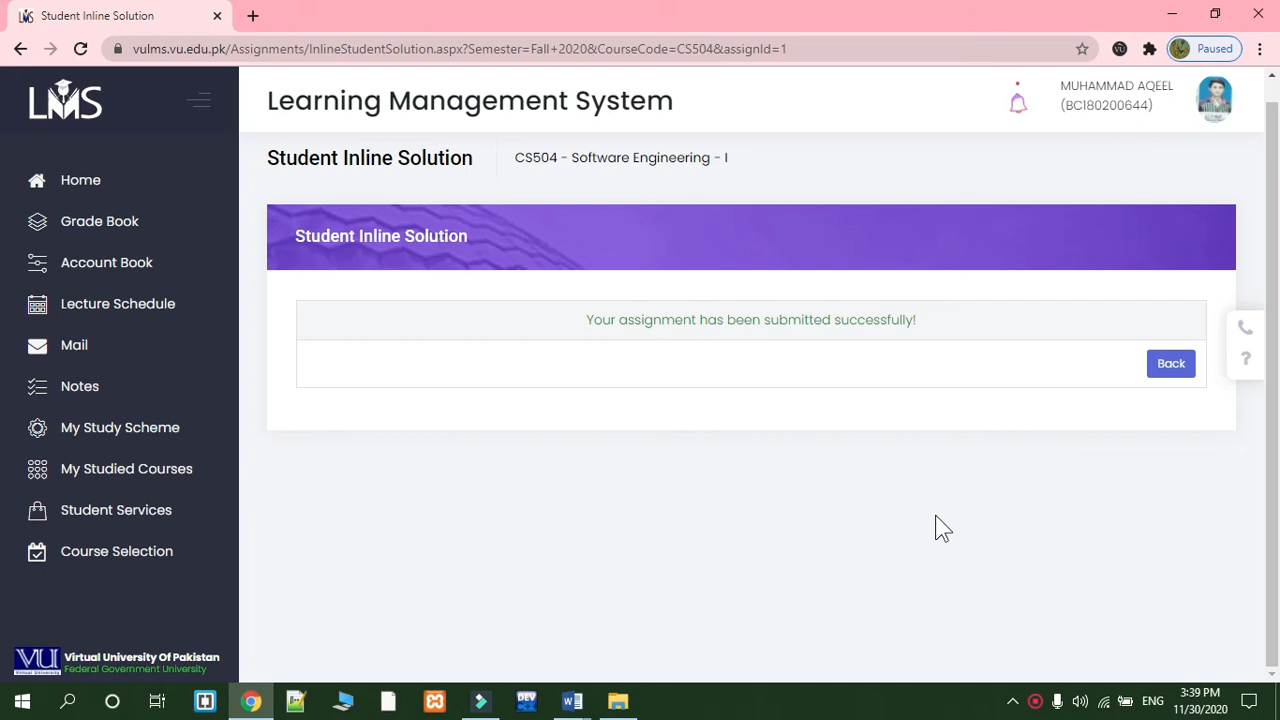 Student Inline Solution
vulms.vu.edu.pk/Assignments/InlineStudentSolution.aspx?Semester=Fall+2020&CourseCode=CS504&assignId=1
Paused
LMS
Learning Management System
MUHAMMAD AQEEL
(BC180200644)
Student Inline Solution
CS504 - Software Engineering - I
Home
Grade Book
Account Book
Lecture Schedule
Mail
Notes
My Study Scheme
My Studied Courses
Student Services
Course Selection
Student Inline Solution
Your assignment has been submitted successfully!
Back
?
VU
Virtual University Of Pakistan
Federal Government University
DEV
W
ENG
3:39 PM
11/30/2020